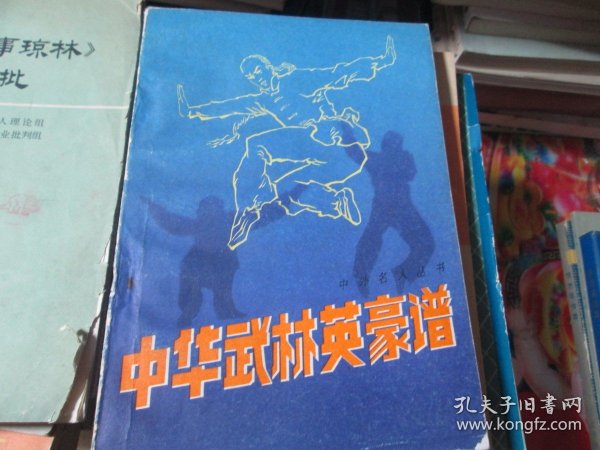 事琼林》
批
人理论组
业批判组
中外名人丛书
中华武林英豪谱
孔夫子旧书网
www.kongfz.com